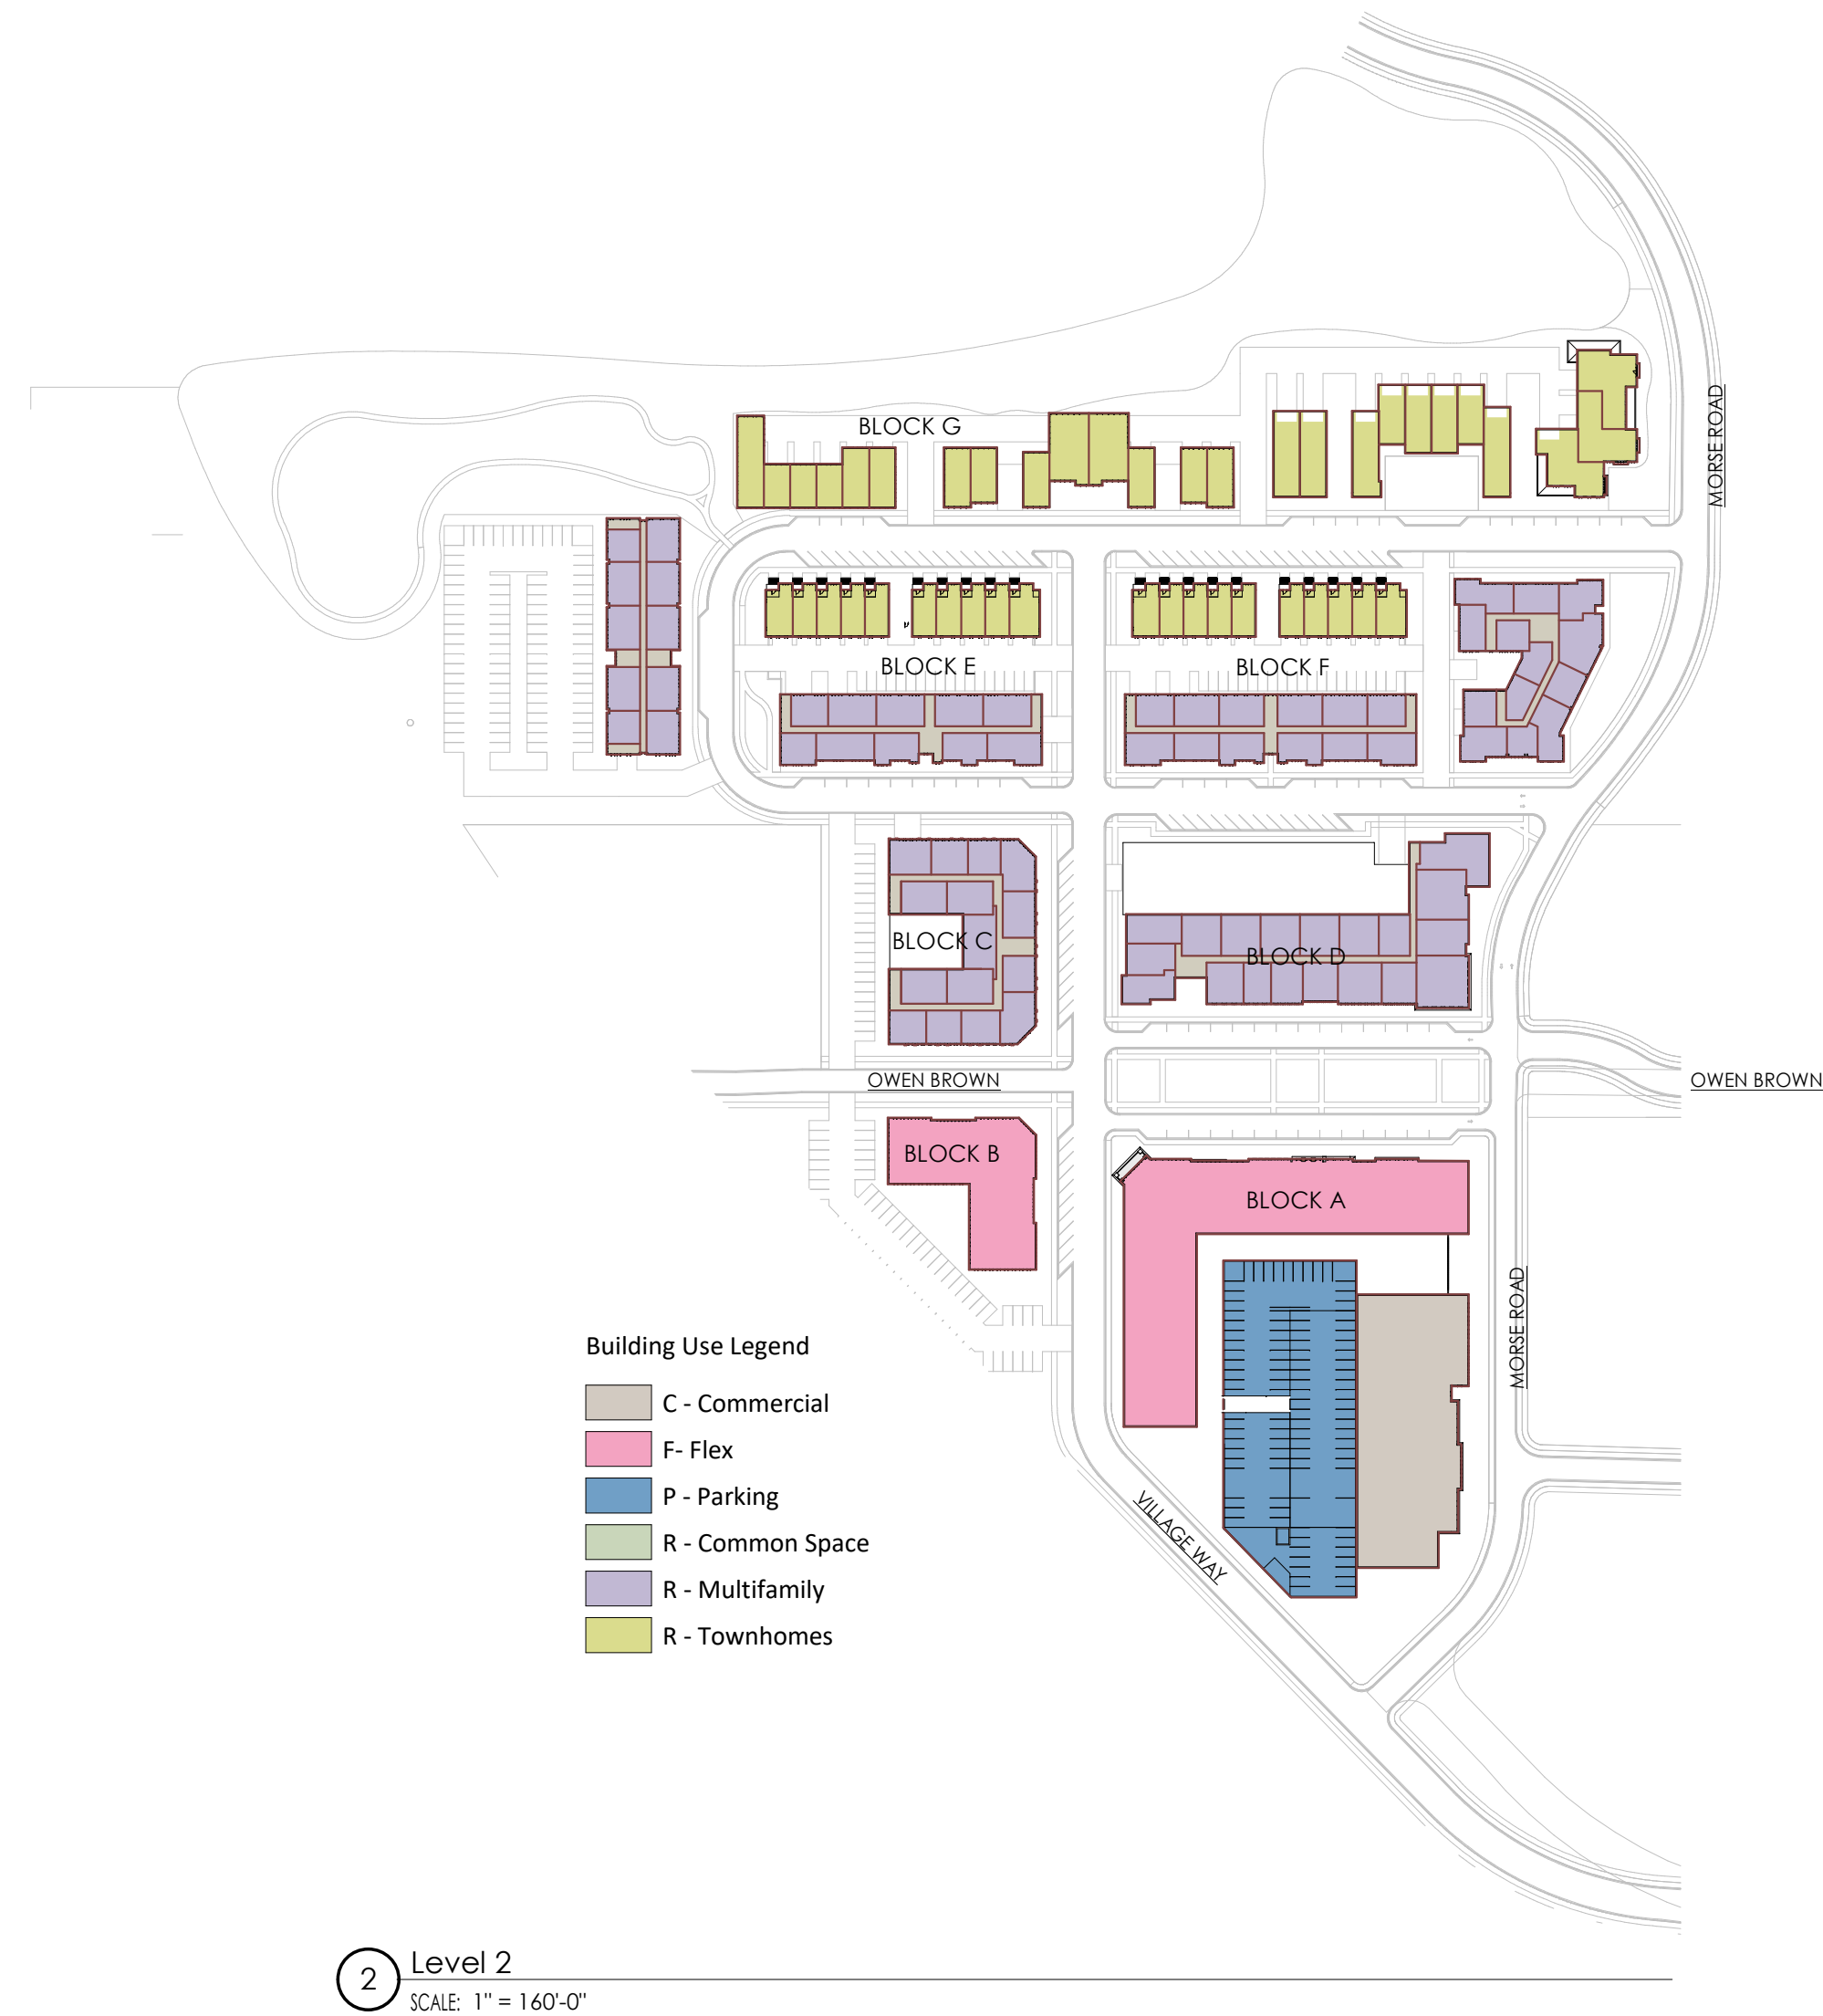 MORSE ROAD
BLOCK G
BLOCK E
BLOCK F
BLOCK C
BLOCK D
OWEN BROWN
OWEN BROWN
BLOCK B
BLOCK A
MORSE ROAD
VILLAGE WAY
Building Use Legend
C - Commercial
F- Flex
P - Parking
R - Common Space
R - Multifamily
R - Townhomes
2
Level 2
SCALE: 1" = 160'-0"